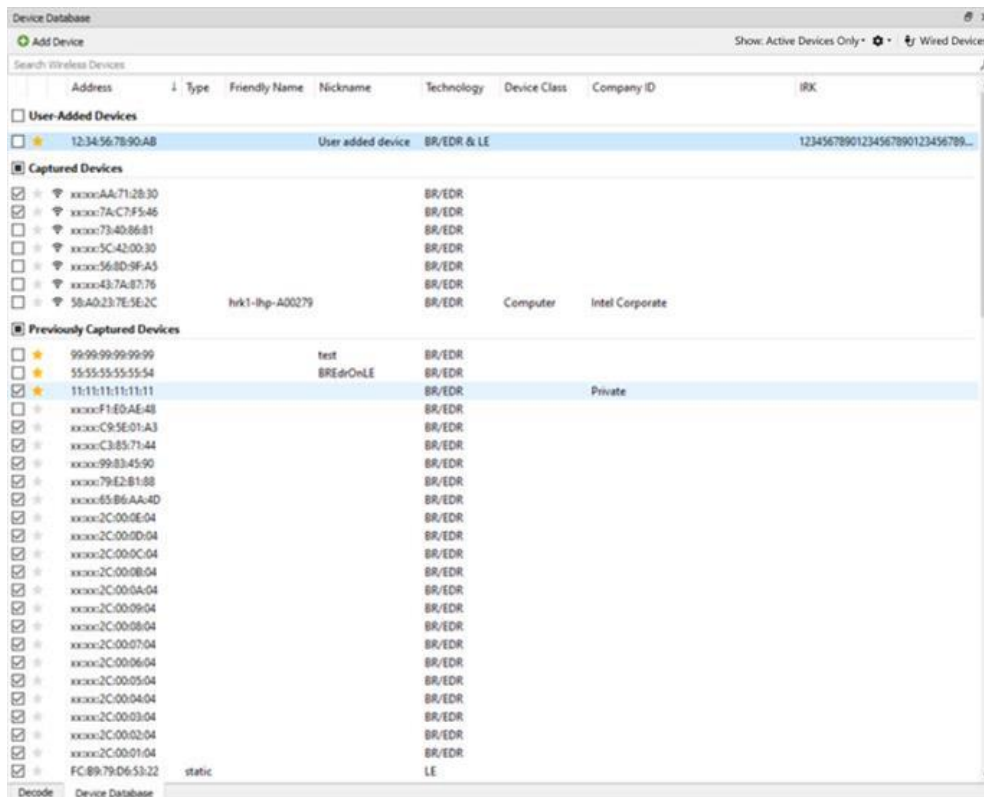 Device Database
Add Device Show: Active Devices Only Wired Device
Search Wireless Devices
Address Type Friendly Name Nickname Technology Device Class Company ID IRK
User-Added Devices
12:34:56:78:90:AB User added device BR/EDR & LE 12345678901234567890123456789...
Captured Devices
xx:xx:AA:71:28:30 BR/EDR
xx:xx:7A:C7:F5:46 BR/EDR
xx:xx:73:40:86:81 BR/EDR
xx:xx:5C:42:00:30 BR/EDR
xx:xx:56:8D:9F:A5 BR/EDR
xx:xx:43:7A:87:76 BR/EDR
58:A0:23:7E:5E:2C hrk1-lhp-A00279 BR/EDR Computer Intel Corporate
Previously Captured Devices
99:99:99:99:99:99 test BR/EDR
55:55:55:55:55:54 BREdrOnLE BR/EDR
11:11:11:11:11:11 BR/EDR Private
xx:xx:F1:E0:AE:48 BR/EDR
xx:xx:C9:5E:01:A3 BR/EDR
xx:xx:C3:85:71:44 BR/EDR
xx:xx:99:83:45:90 BR/EDR
xx:xx:79:E2:B1:88 BR/EDR
xx:xx:65:B6:AA:4D BR/EDR
xx:xx:2C:00:0E:04 BR/EDR
xx:xx:2C:00:0D:04 BR/EDR
xx:xx:2C:00:0C:04 BR/EDR
xx:xx:2C:00:0B:04 BR/EDR
xx:xx:2C:00:0A:04 BR/EDR
xx:xx:2C:00:09:04 BR/EDR
xx:xx:2C:00:08:04 BR/EDR
xx:xx:2C:00:07:04 BR/EDR
xx:xx:2C:00:06:04 BR/EDR
xx:xx:2C:00:05:04 BR/EDR
xx:xx:2C:00:04:04 BR/EDR
xx:xx:2C:00:03:04 BR/EDR
xx:xx:2C:00:02:04 BR/EDR
xx:xx:2C:00:01:04 BR/EDR
FC:B9:79:D6:53:22 static LE
Decode Device Database